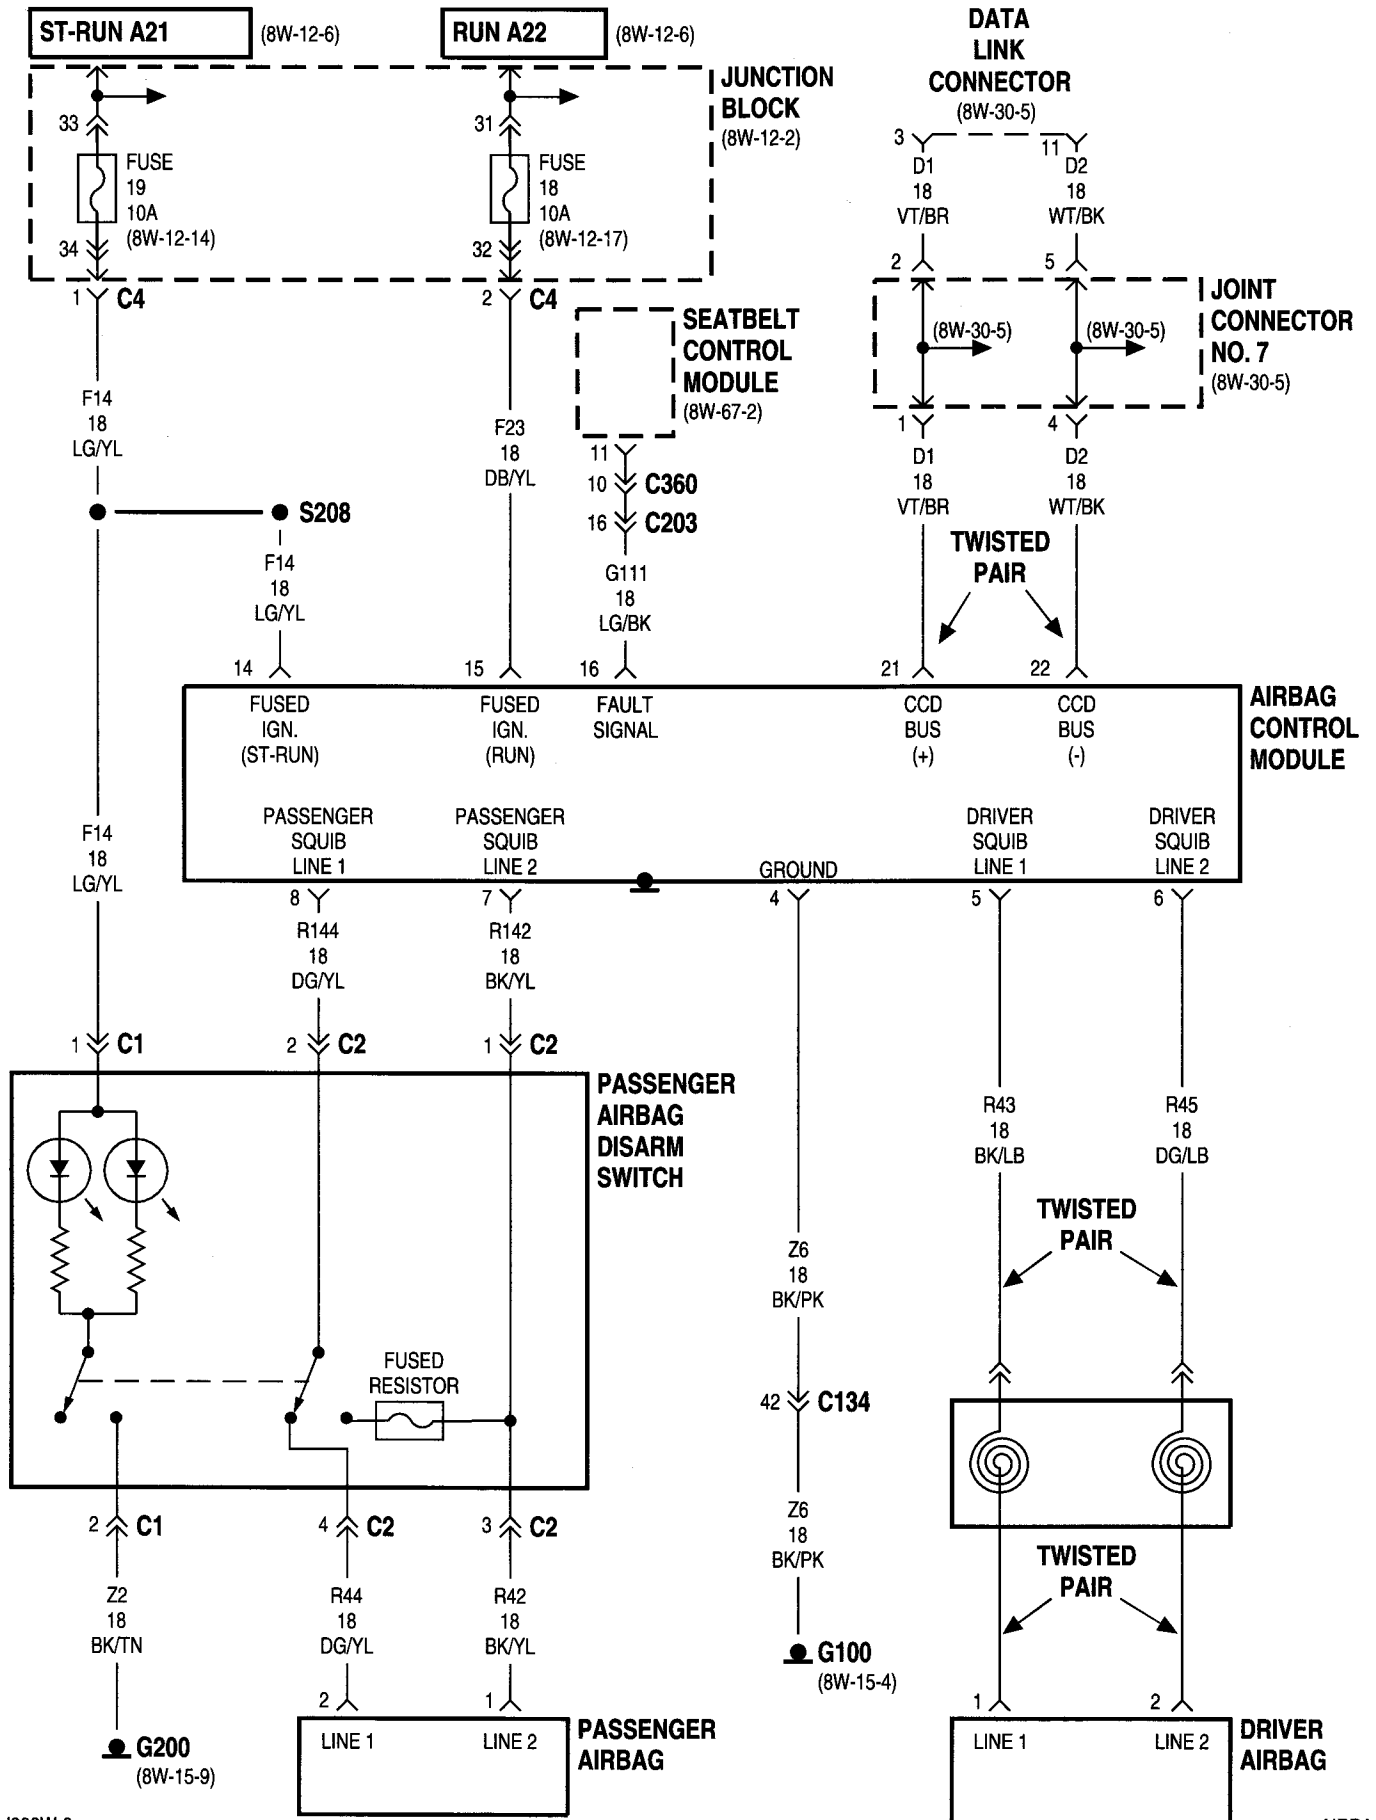 ST-RUN A21
(8W-12-6)
RUN A22
(8W-12-6)
DATA
LINK
CONNECTOR
(8W-30-5)
JUNCTION
BLOCK
(8W-12-2)
33
FUSE
19
10A
(8W-12-14)
34
1
C4
31
FUSE
18
10A
(8W-12-17)
32
2
C4
3
D1
18
VT/BR
2
11
D2
18
WT/BK
5
SEATBELT
CONTROL
MODULE
(8W-67-2)
(8W-30-5)
(8W-30-5)
JOINT
CONNECTOR
NO. 7
(8W-30-5)
F14
18
LG/YL
F23
18
DB/YL
11
10
C360
16
C203
1
D1
18
VT/BR
4
D2
18
WT/BK
S208
F14
18
LG/YL
G111
18
LG/BK
TWISTED
PAIR
14
15
16
21
22
FUSED
IGN.
(ST-RUN)
FUSED
IGN.
(RUN)
FAULT
SIGNAL
CCD
BUS
(+)
CCD
BUS
(-)
AIRBAG
CONTROL
MODULE
F14
18
LG/YL
PASSENGER
SQUIB
LINE 1
PASSENGER
SQUIB
LINE 2
GROUND
DRIVER
SQUIB
LINE 1
DRIVER
SQUIB
LINE 2
8
7
4
5
6
R144
18
DG/YL
R142
18
BK/YL
1
C1
2
C2
1
C2
PASSENGER
AIRBAG
DISARM
SWITCH
R43
18
BK/LB
R45
18
DG/LB
TWISTED
PAIR
Z6
18
BK/PK
FUSED
RESISTOR
42
C134
Z6
18
BK/PK
2
C1
4
C2
3
C2
Z2
18
BK/TN
R44
18
DG/YL
R42
18
BK/YL
TWISTED
PAIR
G100
(8W-15-4)
2
1
1
2
G200
(8W-15-9)
LINE 1
LINE 2
PASSENGER
AIRBAG
LINE 1
LINE 2
DRIVER
AIRBAG